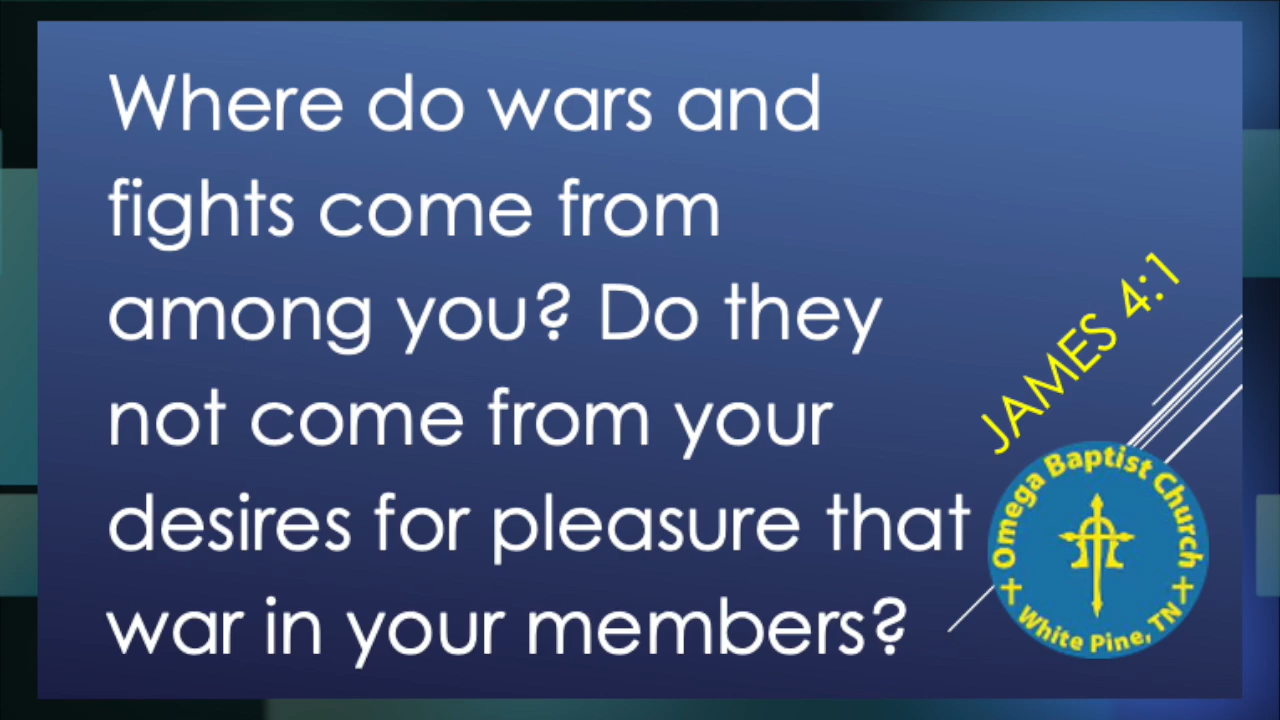 Where do wars and
fights come from
among you? Do they
not come from your
desires for pleasure that
war in your members?
JAMES 4:1
Omega Baptist Church
White Pine, TN